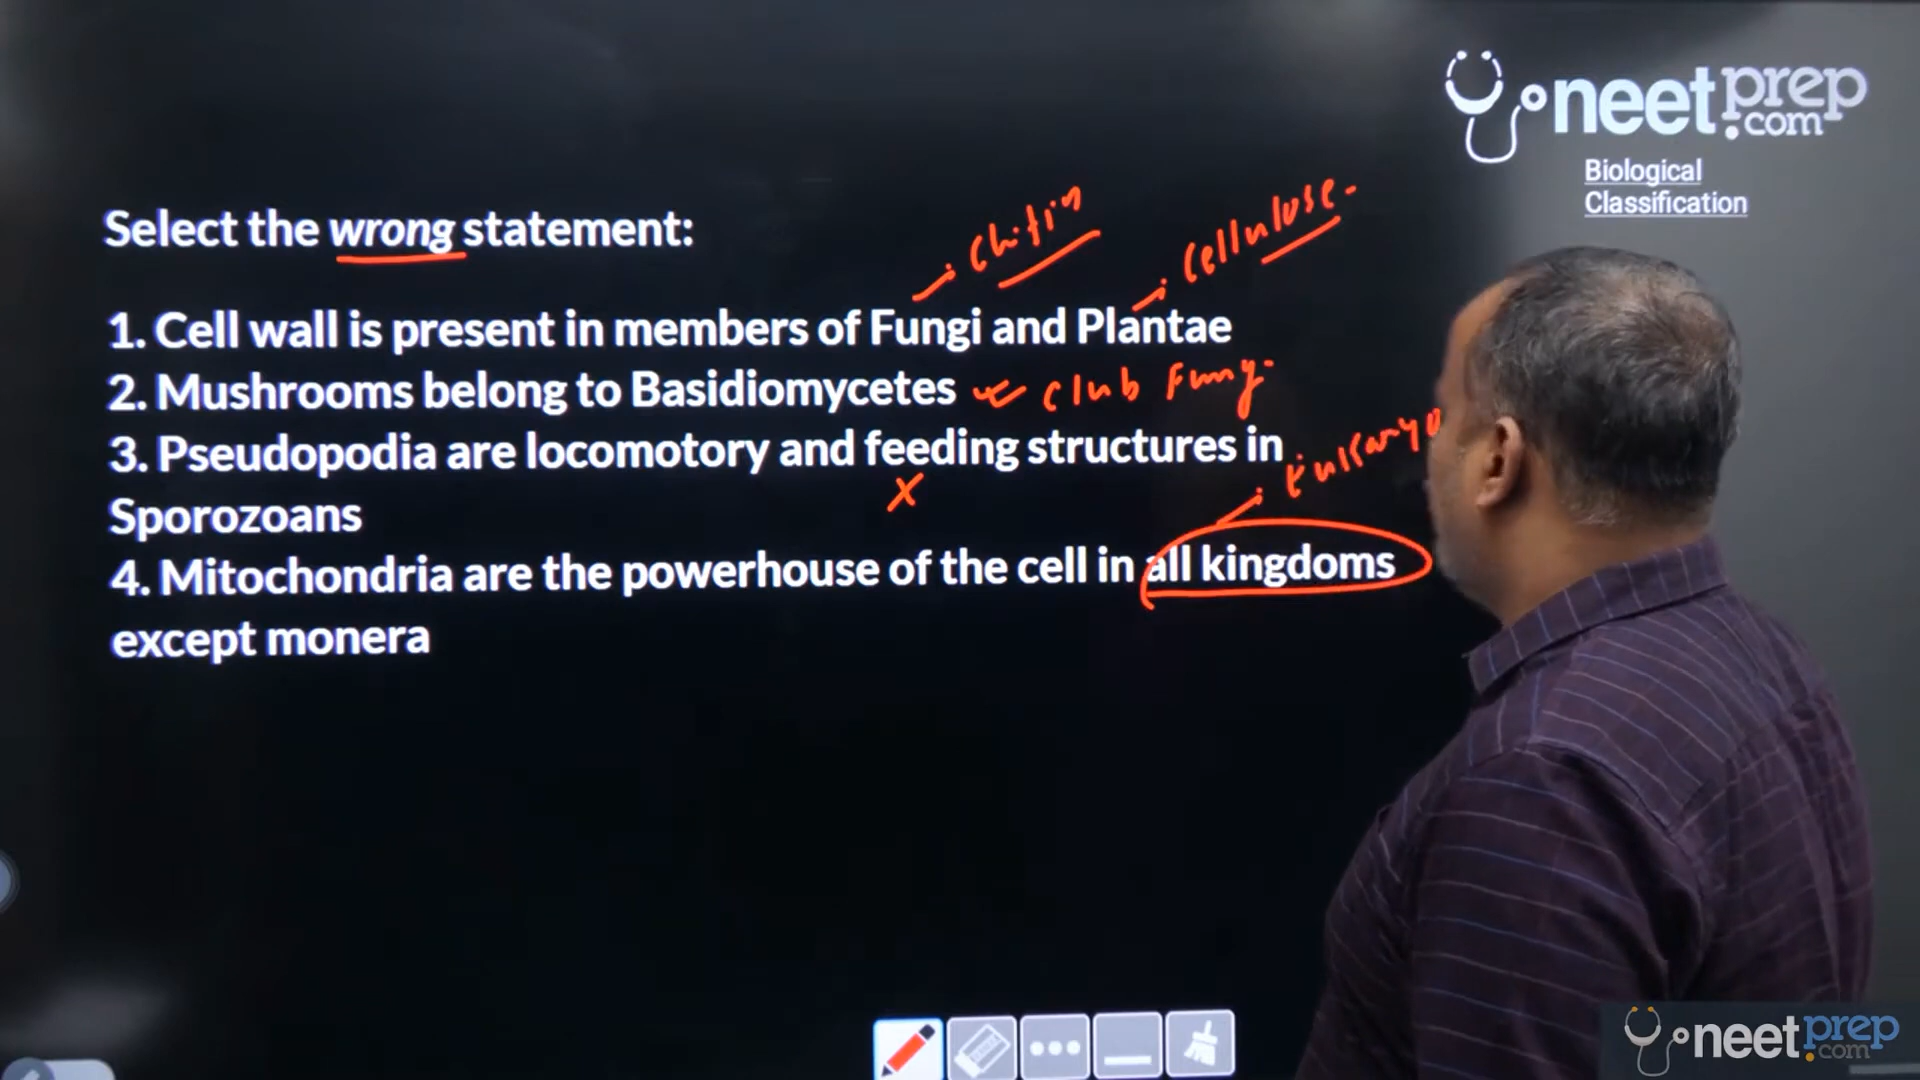 neetprep
.com
Biological
Classification
Select the wrong statement:
Chitin
Cellulose.
1. Cell wall is present in members of Fungi and Plantae
2. Mushrooms belong to Basidiomycetes
Club Fungi
3. Pseudopodia are locomotory and feeding structures in
Sporozoans
x
4. Mitochondria are the powerhouse of the cell in all kingdoms
except monera
neetprep
.com